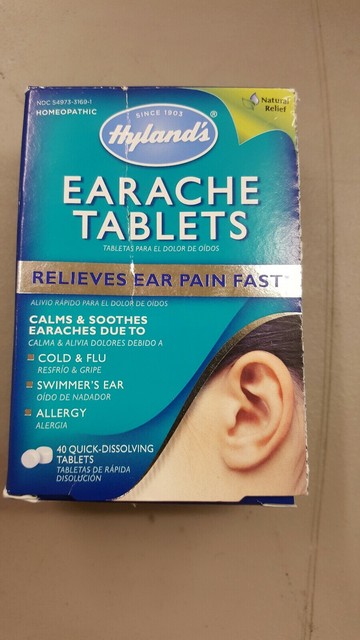 NDC 54973-3169-1
HOMEOPATHIC
Natural
Relief
SINCE 1903
Hyland's®
EARACHE
TABLETS
TABLETAS PARA EL DOLOR DE OÍDOS
RELIEVES EAR PAIN FAST*
ALIVIO RÁPIDO PARA EL DOLOR DE OÍDOS
CALMS & SOOTHES
EARACHES DUE TO
CALMA & ALIVIA DOLORES DEBIDO A
COLD & FLU
RESFRÍO & GRIPE
SWIMMER'S EAR
OÍDO DE NADADOR
ALLERGY
ALERGIA
40 QUICK-DISSOLVING
TABLETS
TABLETAS DE RÁPIDA
DISOLUCIÓN